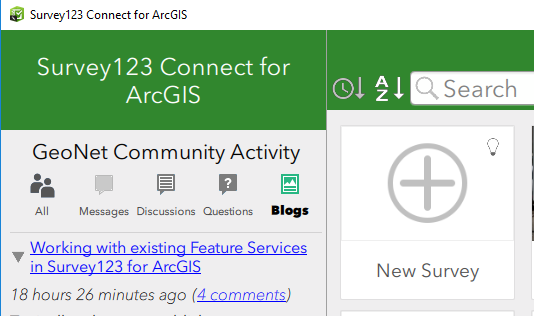 Survey123 Connect for ArcGIS
Survey123 Connect for
ArcGIS
A
Z
Search
GeoNet Community Activity
All
Messages
Discussions
Questions
Blogs
Working with existing Feature Services
in Survey123 for ArcGIS
18 hours 26 minutes ago (4 comments)
New Survey